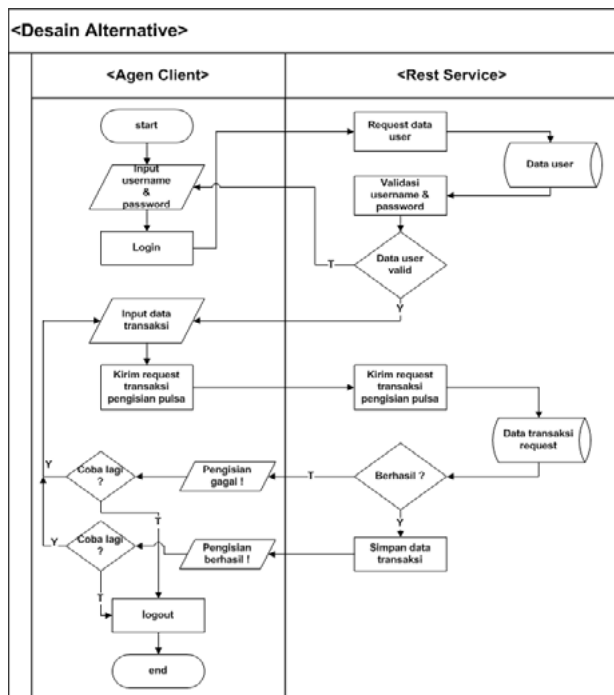 <Desain Alternative>
<Agen Client>
<Rest Service>
start
Request data
user
Data user
Input
username
&
password
Validasi
username &
password
Login
Data user
valid
T
Y
Input data
transaksi
Kirim request
transaksi
pengisian pulsa
Kirim request
transaksi
pengisian pulsa
Data transaksi
request
Berhasil ?
T
Pengisian
gagal !
Coba lagi
?
Y
T
Y
Simpan data
transaksi
Pengisian
berhasil !
Coba lagi
?
Y
T
logout
end